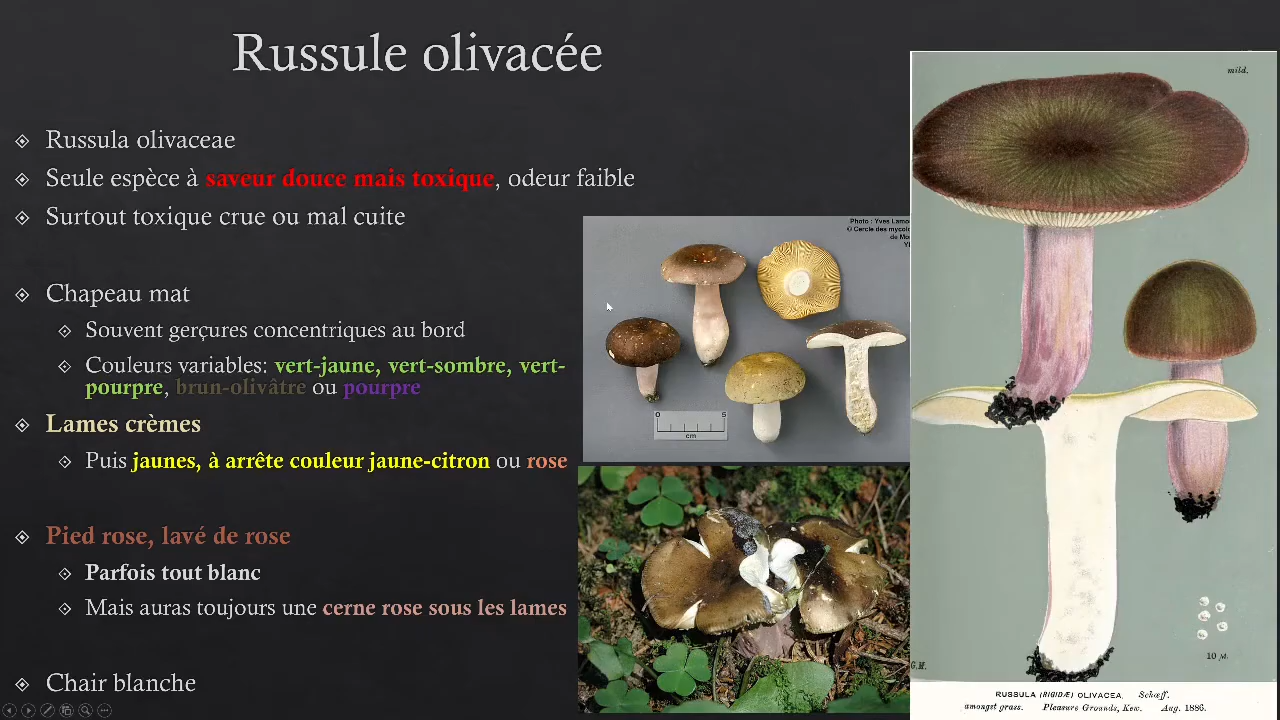 Russule olivacée
Russula olivaceae
Seule espèce à saveur douce mais toxique, odeur faible
Surtout toxique crue ou mal cuite
Chapeau mat
Souvent gerçures concentriques au bord
Couleurs variables: vert-jaune, vert-sombre, vert-
pourpre, brun-olivâtre ou pourpre
Lames crèmes
Puis jaunes, à arrête couleur jaune-citron ou rose
Pied rose, lavé de rose
Parfois tout blanc
Mais auras toujours une cerne rose sous les lames
Chair blanche
Photo : Yves Lamo
© Cercle des mycol
de Mo
0 5
cm
mild.
G.M.
10 µ.
RUSSULA (RIGIDÆ) OLIVACEA, Schæff.
amongst grass. Pleasure Grounds, Kew. Aug. 1886.